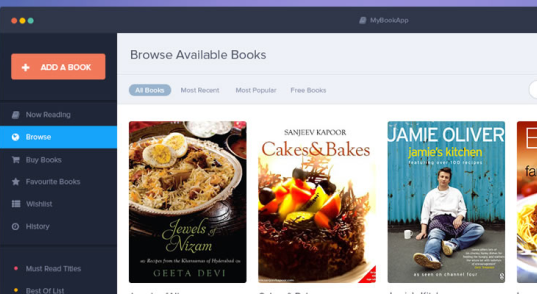 MyBookApp
ADD A BOOK
Browse Available Books
All Books
Most Recent
Most Popular
Free Books
Now Reading
Browse
Buy Books
Favourite Books
Wishlist
History
Must Read Titles
Best Of List
Jewels of
Nizam
Recipes from the Khansamas of Hyderabad
GEETA DEVI
SANJEEV KAPOOR
Cakes&Bakes
JAMIE OLIVER
jamie's kitchen
featuring over 100 recipes
as seen on channel four